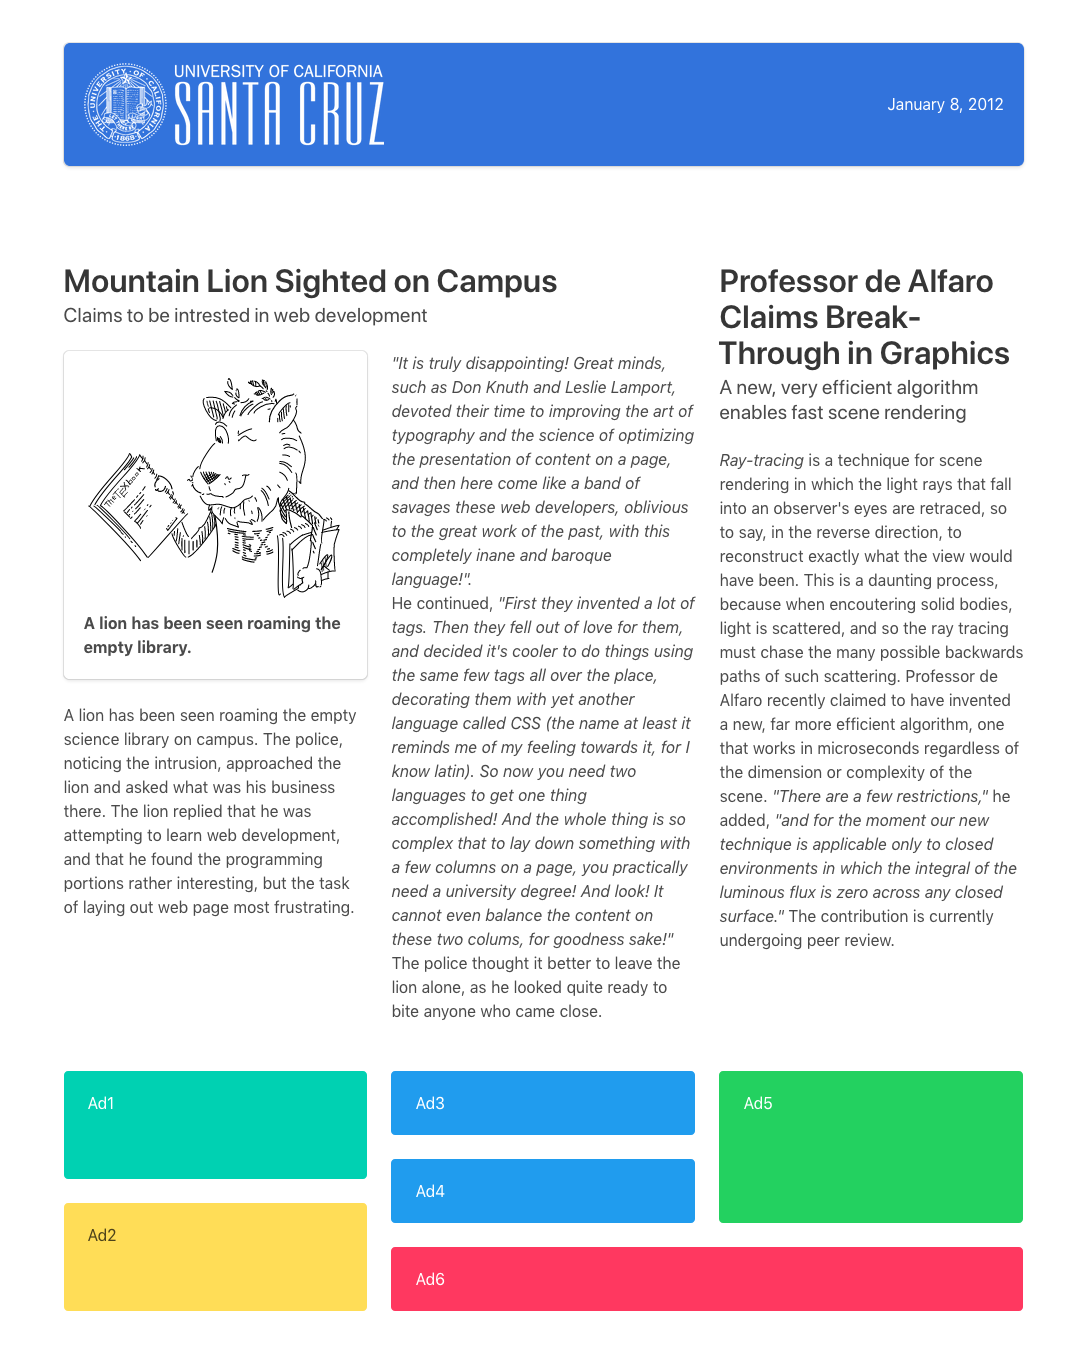 THE · UNIVERSITY · OF · CALIFORNIA
· 1868 ·
UNIVERSITY OF CALIFORNIA
SANTA CRUZ
January 8, 2012
Mountain Lion Sighted on Campus
Claims to be intrested in web development
The
TEXbook
TEX
A lion has been seen roaming the
empty library.
A lion has been seen roaming the empty
science library on campus. The police,
noticing the intrusion, approached the
lion and asked what was his business
there. The lion replied that he was
attempting to learn web development,
and that he found the programming
portions rather interesting, but the task
of laying out web page most frustrating.
"It is truly disappointing! Great minds,
such as Don Knuth and Leslie Lamport,
devoted their time to improving the art of
typography and the science of optimizing
the presentation of content on a page,
and then here come like a band of
savages these web developers, oblivious
to the great work of the past, with this
completely inane and baroque
language!".
He continued, "First they invented a lot of
tags. Then they fell out of love for them,
and decided it's cooler to do things using
the same few tags all over the place,
decorating them with yet another
language called CSS (the name at least it
reminds me of my feeling towards it, for I
know latin). So now you need two
languages to get one thing
accomplished! And the whole thing is so
complex that to lay down something with
a few columns on a page, you practically
need a university degree! And look! It
cannot even balance the content on
these two colums, for goodness sake!"
The police thought it better to leave the
lion alone, as he looked quite ready to
bite anyone who came close.
Professor de Alfaro
Claims Break-
Through in Graphics
A new, very efficient algorithm
enables fast scene rendering
Ray-tracing is a technique for scene
rendering in which the light rays that fall
into an observer's eyes are retraced, so
to say, in the reverse direction, to
reconstruct exactly what the view would
have been. This is a daunting process,
because when encoutering solid bodies,
light is scattered, and so the ray tracing
must chase the many possible backwards
paths of such scattering. Professor de
Alfaro recently claimed to have invented
a new, far more efficient algorithm, one
that works in microseconds regardless of
the dimension or complexity of the
scene. "There are a few restrictions," he
added, "and for the moment our new
technique is applicable only to closed
environments in which the integral of the
luminous flux is zero across any closed
surface." The contribution is currently
undergoing peer review.
Ad1
Ad2
Ad3
Ad4
Ad5
Ad6